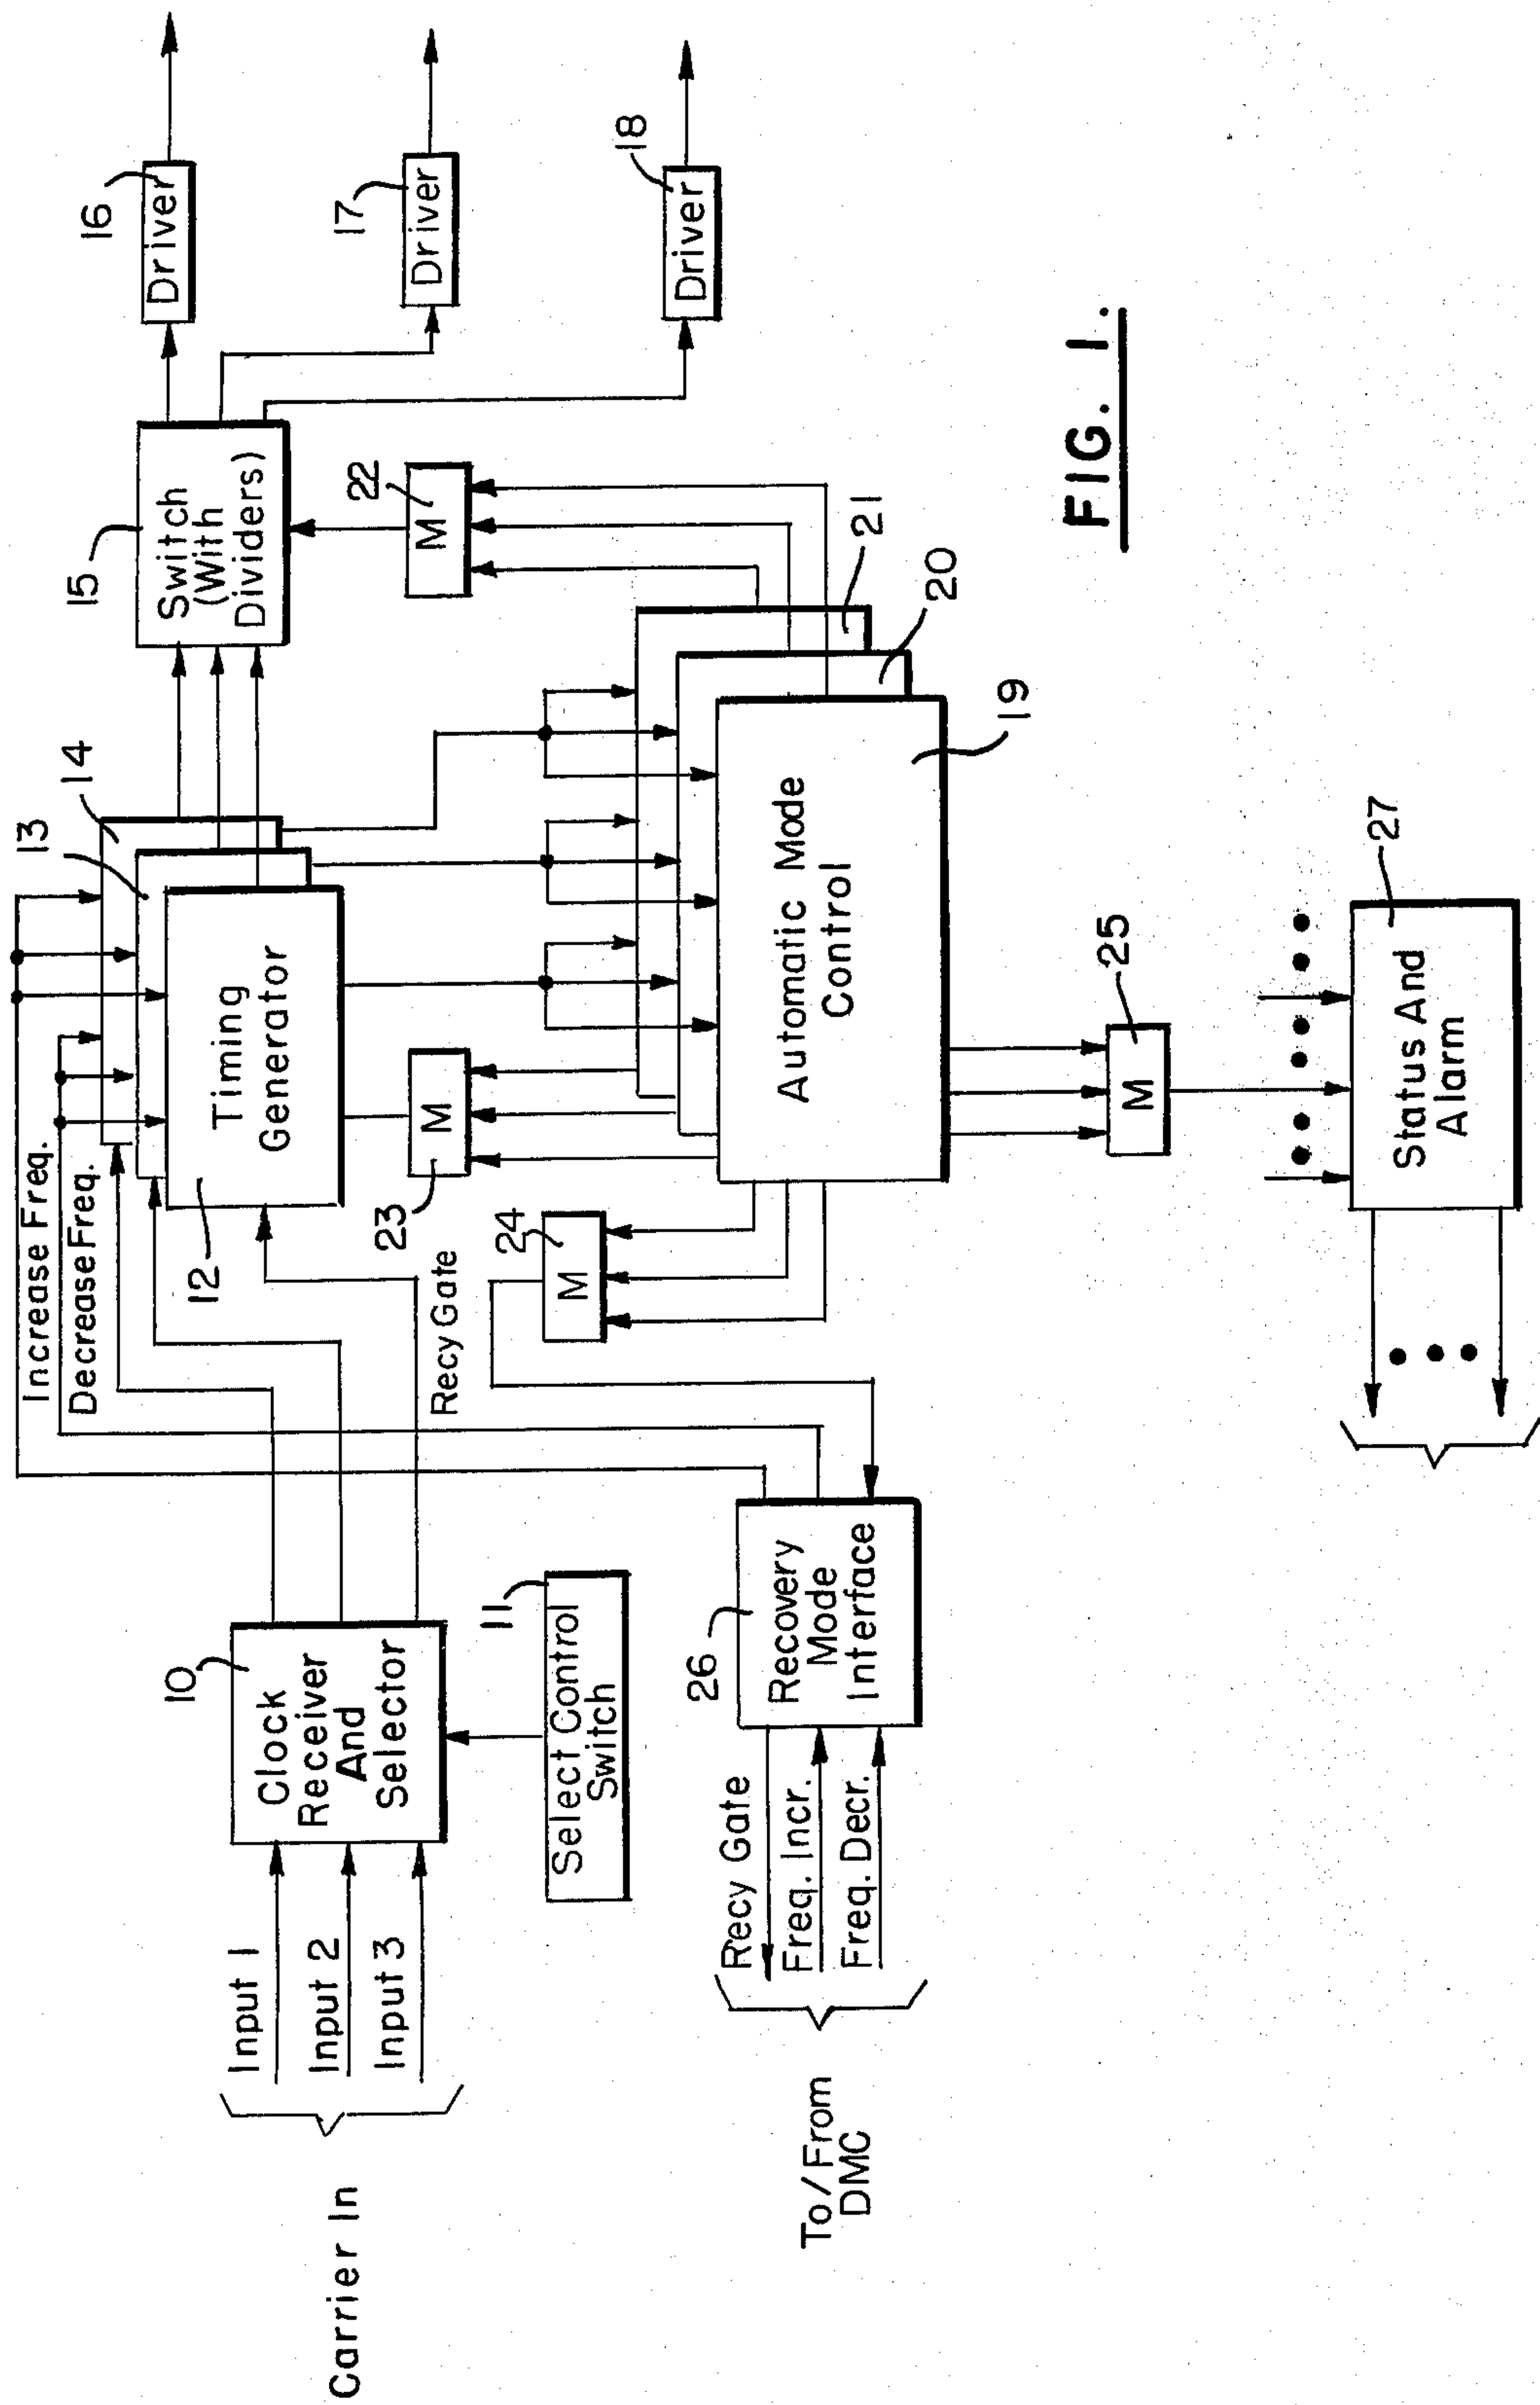 Carrier In
Input 1
Input 2
Input 3
10
Clock
Receiver
And
Selector
11
Select Control
Switch
Increase Freq.
Decrease Freq.
12
13
14
Timing
Generator
15
Switch
(With
Dividers)
16
Driver
17
Driver
18
Driver
22
M
23
M
Recy Gate
24
M
21
20
19
Automatic Mode
Control
25
M
26
Recovery
Mode
Interface
Recy Gate
Freq. Incr.
Freq. Decr.
To/From
DMC
27
Status And
Alarm
FIG. 1.